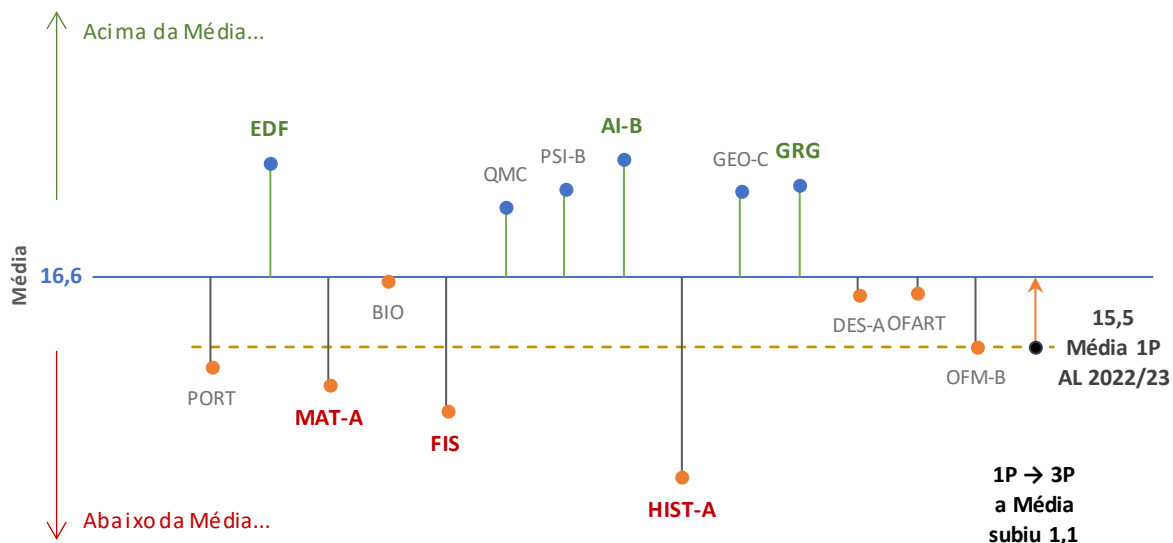 Acima da Média...
EDF
QMC
PSI-B
AI-B
GEO-C
GRG
Média
16,6
BIO
DES-A
OFART
15,5
Média 1P
AL 2022/23
PORT
MAT-A
FIS
OFM-B
HIST-A
1P → 3P
a Média
subiu 1,1
Abaixo da Média...